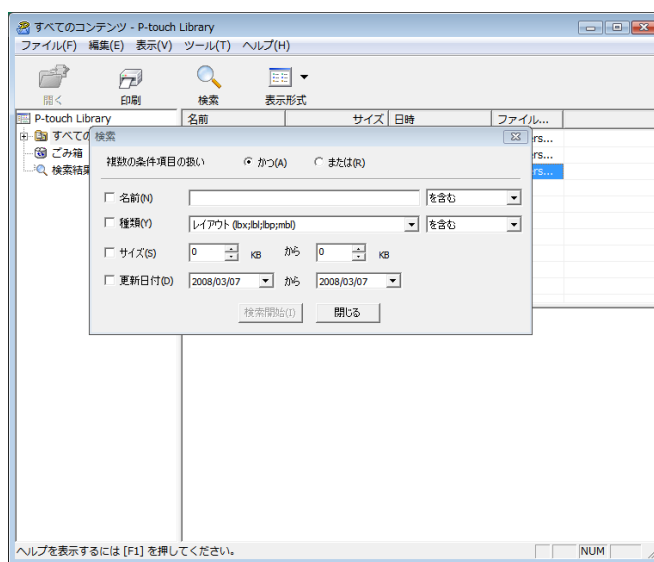 すべてのコンテンツ - P-touch Library
ファイル(F) 編集(E) 表示(V) ツール(T) ヘルプ(H)
開く 印刷 検索 表示形式
P-touch Library 名前 サイズ 日時 ファイル...
すべての
ごみ箱
検索結果
rs...
rs...
rs...
検索
複数の条件項目の扱い かつ(A) または(R)
名前(N) を含む
種類(Y) レイアウト (lbx;lbl;lbp;mbl) を含む
サイズ(S) 0 KB から 0 KB
更新日付(D) 2008/03/07 から 2008/03/07
検索開始(I) 閉じる
ヘルプを表示するには [F1] を押してください。 NUM